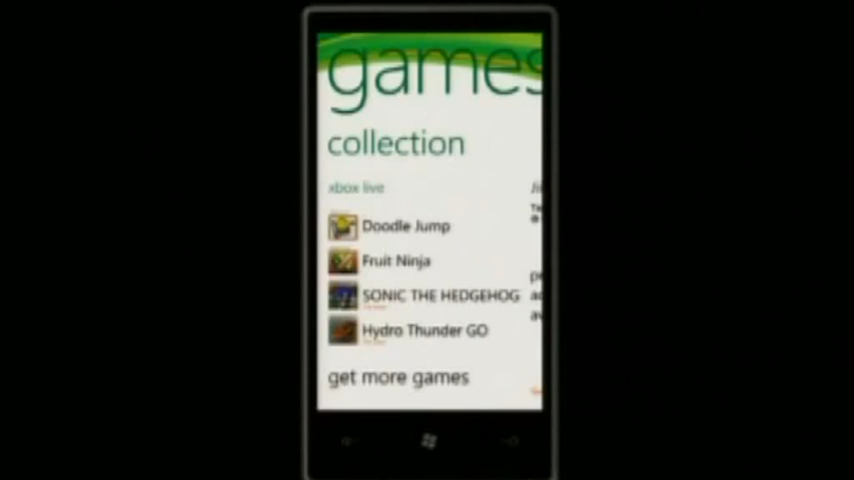 games
collection
xbox live
Doodle Jump
Fruit Ninja
SONIC THE HEDGEHOG
Hydro Thunder GO
get more games